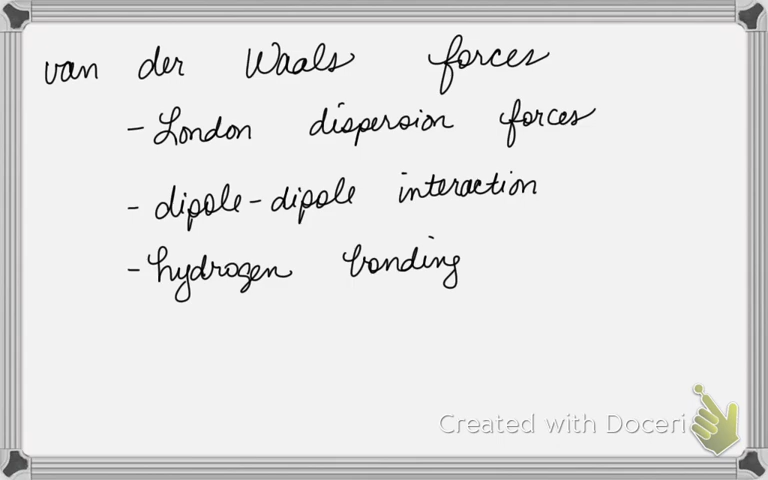 van der Waals forces
- London dispersion forces
- dipole-dipole interaction
- hydrogen bonding
Created with Doceri